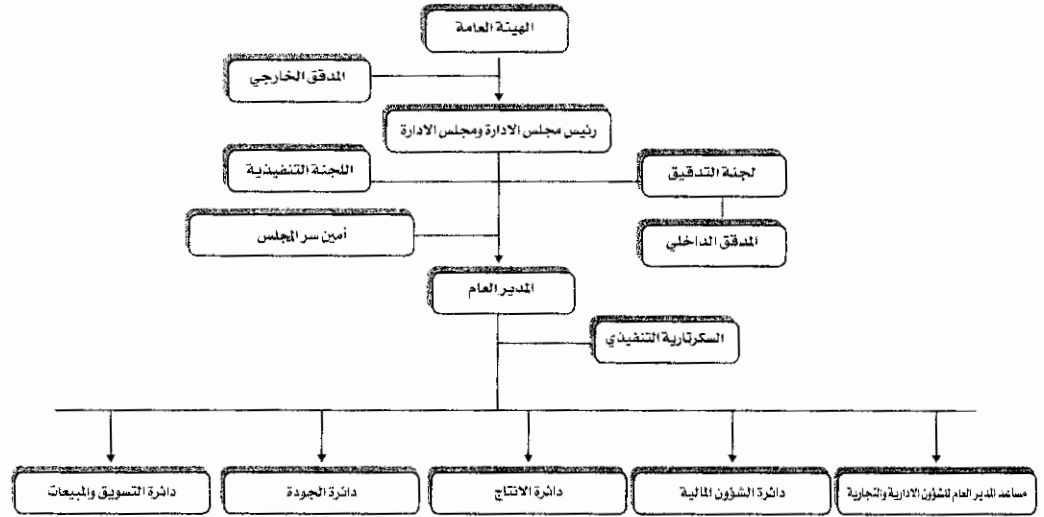 الهيئة العامة
المدقق الخارجي
رئيس مجلس الادارة ومجلس الادارة
لجنة التدقيق
اللجنة التنفيذية
المدقق الداخلي
أمين سر المجلس
المدير العام
السكرتارية التنفيذي
مساعد المدير العام للشؤون الادارية والتجارية
دائرة الشؤون المالية
دائرة الانتاج
دائرة الجودة
دائرة التسويق والمبيعات